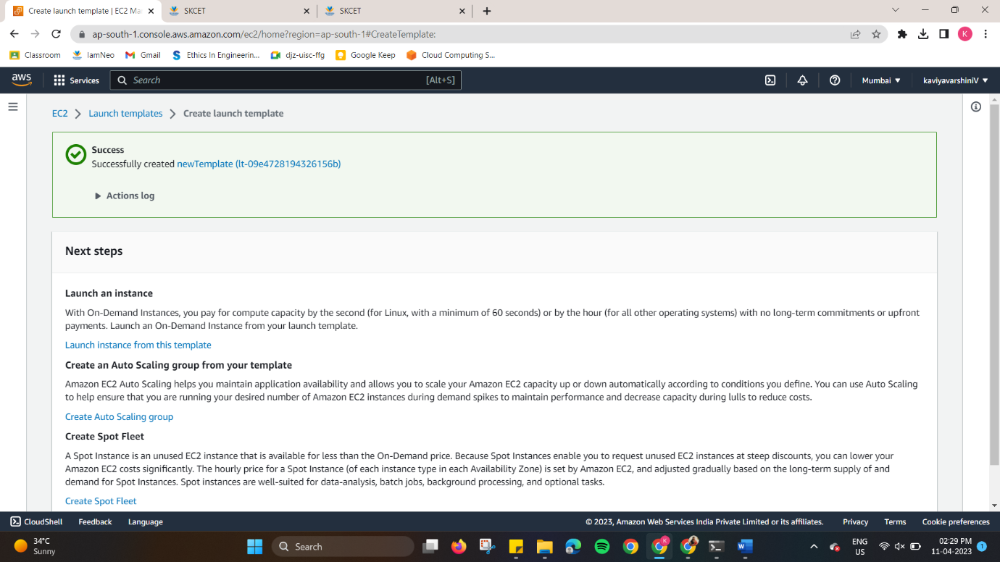 Create launch template | EC2 Ma
SKCET
SKCET
ap-south-1.console.aws.amazon.com/ec2/home?region=ap-south-1#CreateTemplate:
K
Classroom
IamNeo
Gmail
Ethics In Engineerin...
djz-uisc-ffg
Google Keep
Cloud Computing S...
aws
Services
Search
[Alt+S]
Mumbai
kaviyavarshiniV
EC2
Launch templates
Create launch template
Success
Successfully created newTemplate (lt-09e4728194326156b)
Actions log
Next steps
Launch an instance
With On-Demand Instances, you pay for compute capacity by the second (for Linux, with a minimum of 60 seconds) or by the hour (for all other operating systems) with no long-term commitments or upfront
payments. Launch an On-Demand Instance from your launch template.
Launch instance from this template
Create an Auto Scaling group from your template
Amazon EC2 Auto Scaling helps you maintain application availability and allows you to scale your Amazon EC2 capacity up or down automatically according to conditions you define. You can use Auto Scaling
to help ensure that you are running your desired number of Amazon EC2 instances during demand spikes to maintain performance and decrease capacity during lulls to reduce costs.
Create Auto Scaling group
Create Spot Fleet
A Spot Instance is an unused EC2 instance that is available for less than the On-Demand price. Because Spot Instances enable you to request unused EC2 instances at steep discounts, you can lower your
Amazon EC2 costs significantly. The hourly price for a Spot Instance (of each instance type in each Availability Zone) is set by Amazon EC2, and adjusted gradually based on the long-term supply of and
demand for Spot Instances. Spot instances are well-suited for data-analysis, batch jobs, background processing, and optional tasks.
Create Spot Fleet
CloudShell
Feedback
Language
© 2023, Amazon Web Services India Private Limited or its affiliates.
Privacy
Terms
Cookie preferences
34°C
Sunny
Search
ENG
US
02:29 PM
11-04-2023
1